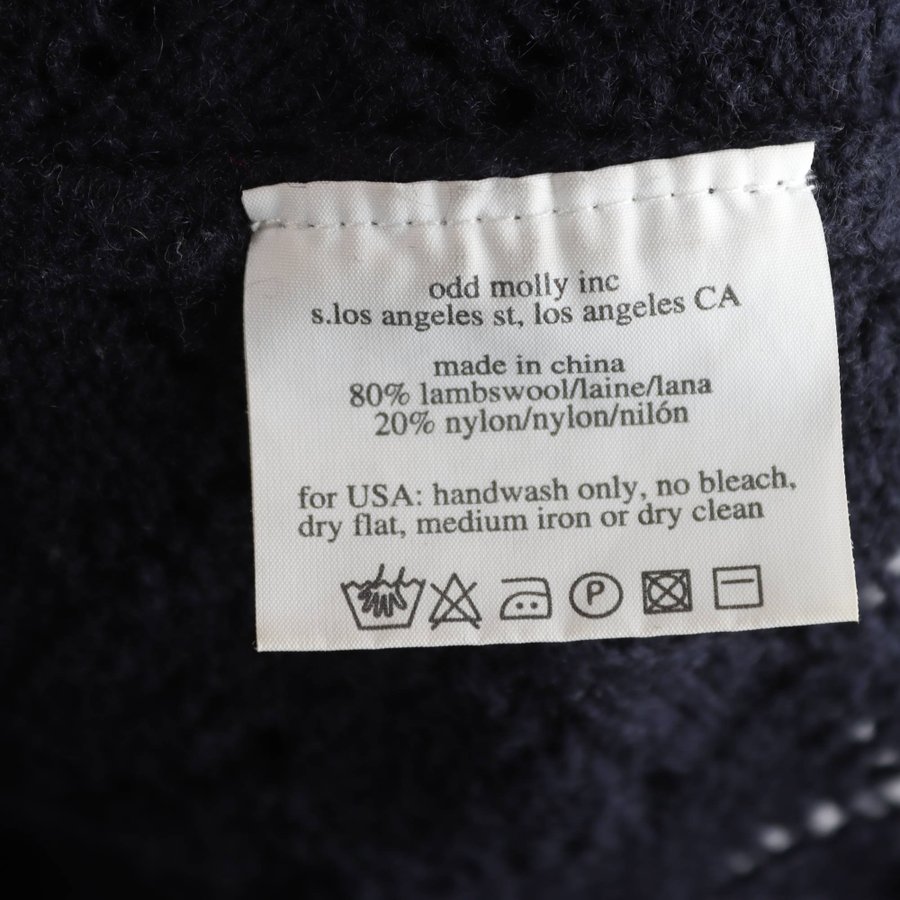 odd molly inc
s.los angeles st, los angeles CA
made in china
80% lambswool/laine/lana
20% nylon/nylon/nilón
for USA: handwash only, no bleach,
dry flat, medium iron or dry clean
P